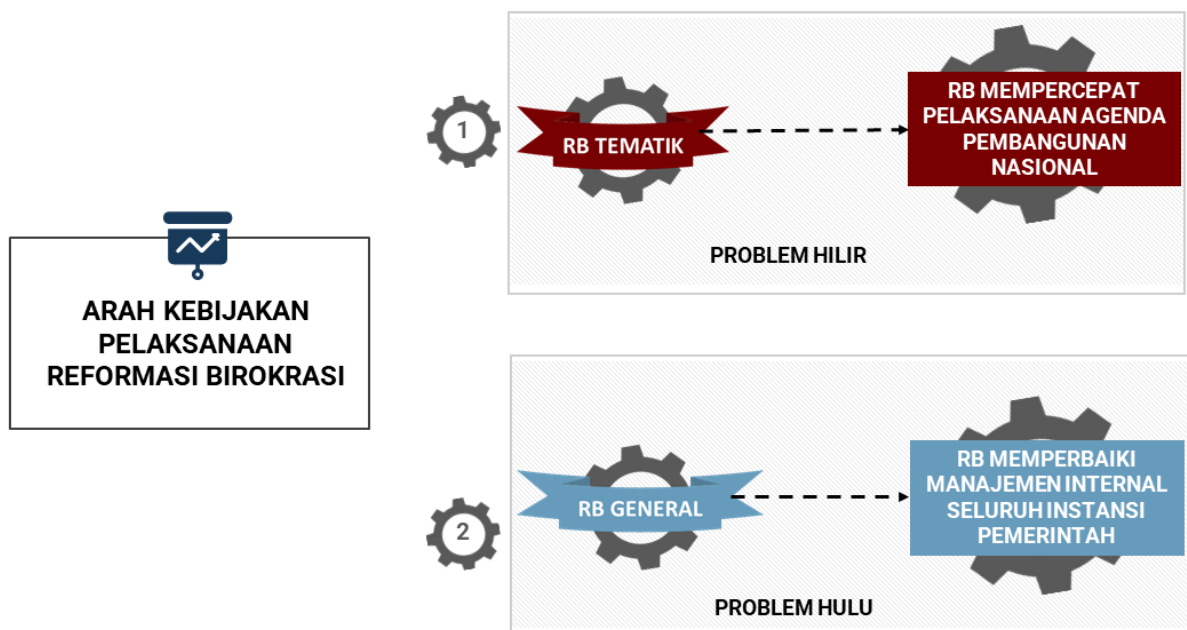 ARAH KEBIJAKAN
PELAKSANAAN
REFORMASI BIROKRASI
1
RB TEMATIK
RB MEMPERCEPAT
PELAKSANAAN AGENDA
PEMBANGUNAN
NASIONAL
PROBLEM HILIR
2
RB GENERAL
RB MEMPERBAIKI
MANAJEMEN INTERNAL
SELURUH INSTANSI
PEMERINTAH
PROBLEM HULU